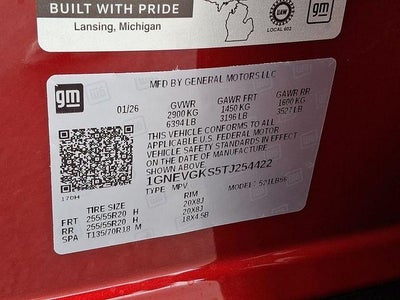 BUILT WITH PRIDE
Lansing, Michigan
UAW
LOCAL 602
gm
gm
MFD BY GENERAL MOTORS LLC
01/26 GVWR GAWR FRT GAWR RR
2900 KG 1450 KG 1600 KG
6394 LB 3196 LB 3527 LB
THIS VEHICLE CONFORMS TO ALL
APPLICABLE U.S. FEDERAL MOTOR
VEHICLE SAFETY STANDARDS IN EFFECT
ON THE DATE OF MANUFACTURE
SHOWN ABOVE.
1GNEVGKS5TJ254422
TYPE: MPV MODEL:
170H
TIRE SIZE RIM
FRT 255/55R20 H 20X8J
RR 255/55R20 H 20X8J
SPA T135/70R18 M 18X4.5B